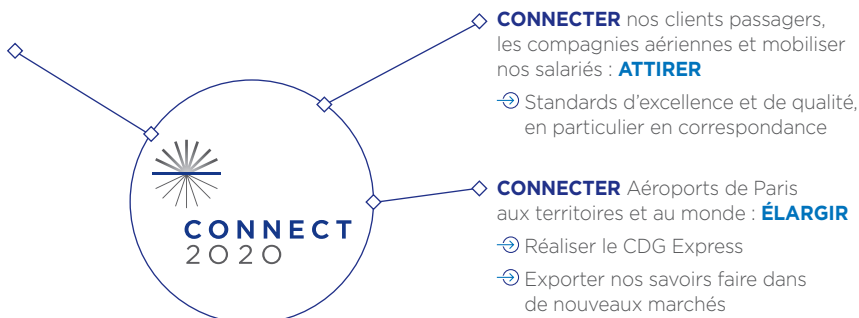 CONNECTER nos clients passagers,
les compagnies aériennes et mobiliser
nos salariés : ATTIRER
Standards d’excellence et de qualité,
en particulier en correspondance
CONNECT
2020
CONNECTER Aéroports de Paris
aux territoires et au monde : ÉLARGIR
Réaliser le CDG Express
Exporter nos savoirs faire dans
de nouveaux marchés